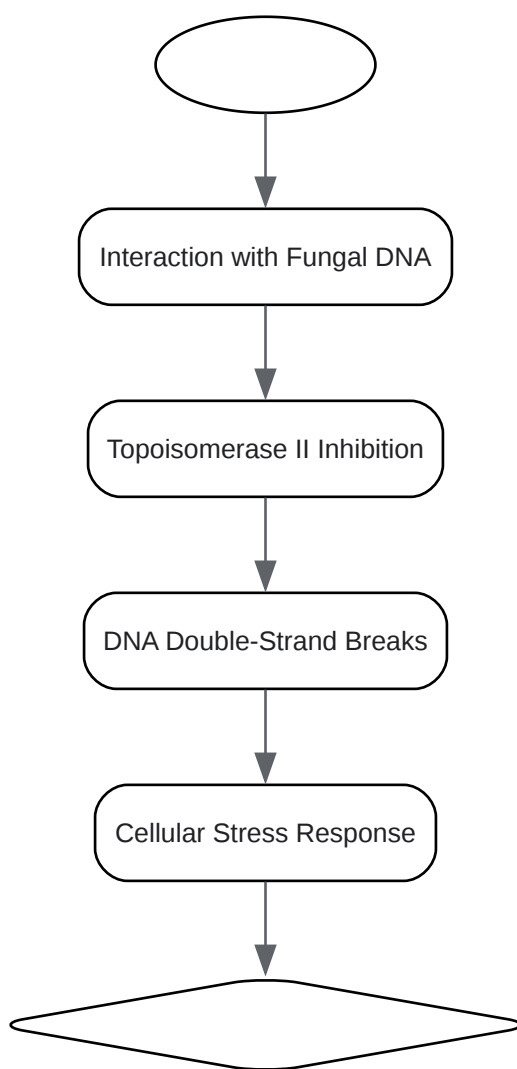 Interaction with Fungal DNA
Topoisomerase II Inhibition
DNA Double-Strand Breaks
Cellular Stress Response